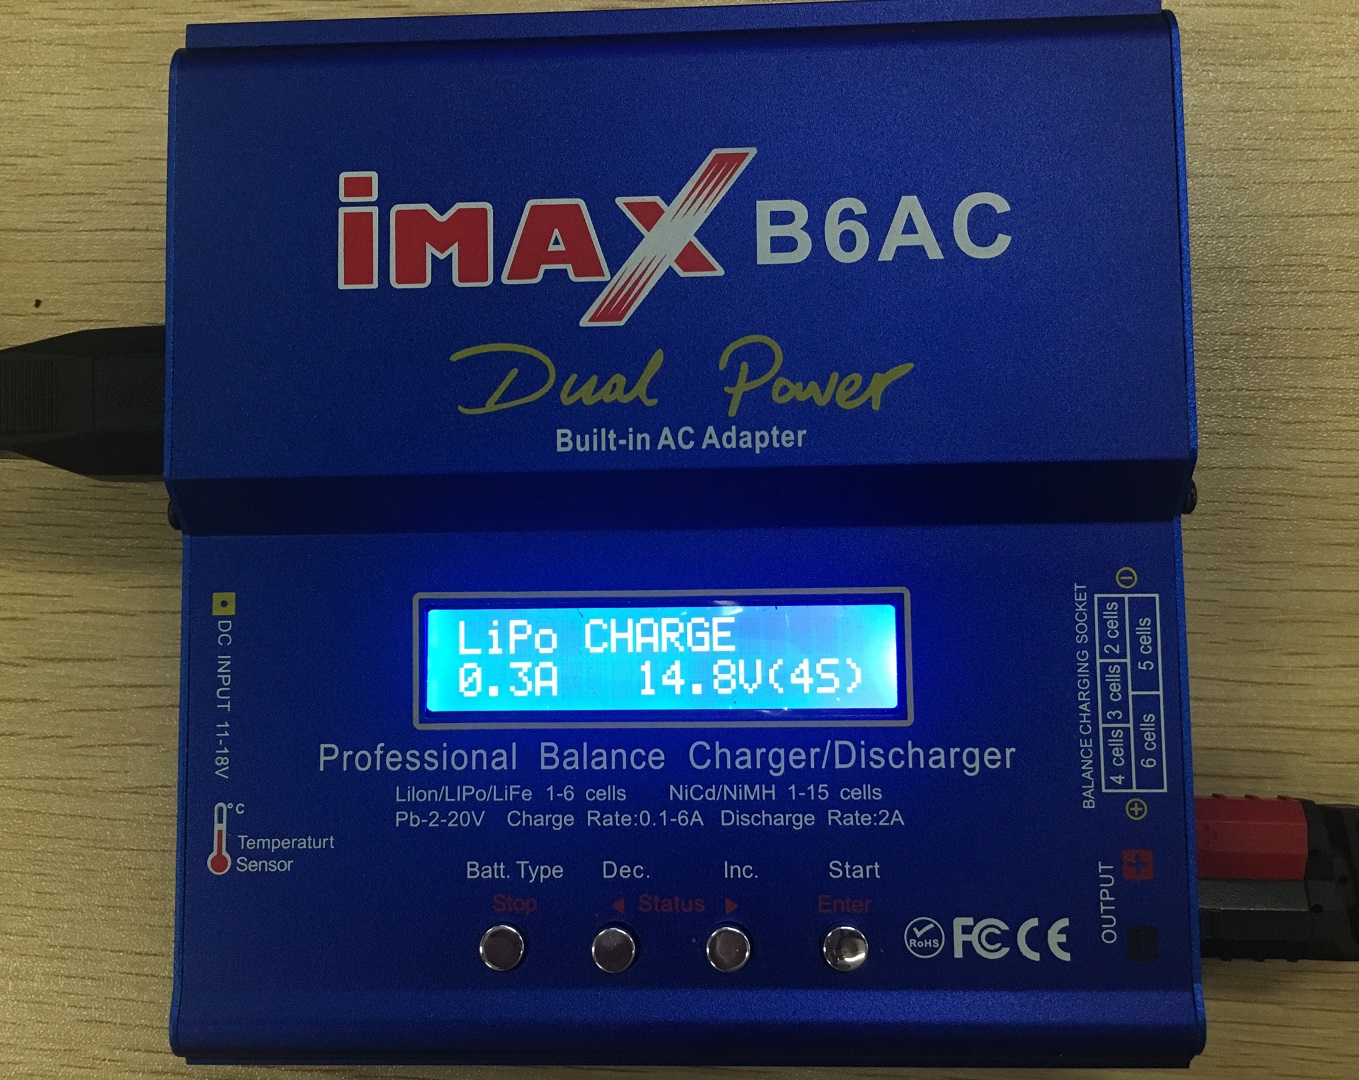 iMAX B6AC
Dual Power
Built-in AC Adapter
DC INPUT 11-18V
LiPo CHARGE
0.3A 14.8V(4S)
BALANCE CHARGING SOCKET
4 cells 3 cells 2 cells
6 cells 5 cells
Professional Balance Charger/Discharger
LiIon/LIPo/LiFe 1-6 cells NiCd/NiMH 1-15 cells
Pb-2-20V Charge Rate:0.1-6A Discharge Rate:2A
°C
Temperaturt
Sensor
Batt. Type Dec. Inc. Start
Stop ◀ Status ▶ Enter
RoHS FC CE
OUTPUT
+
-